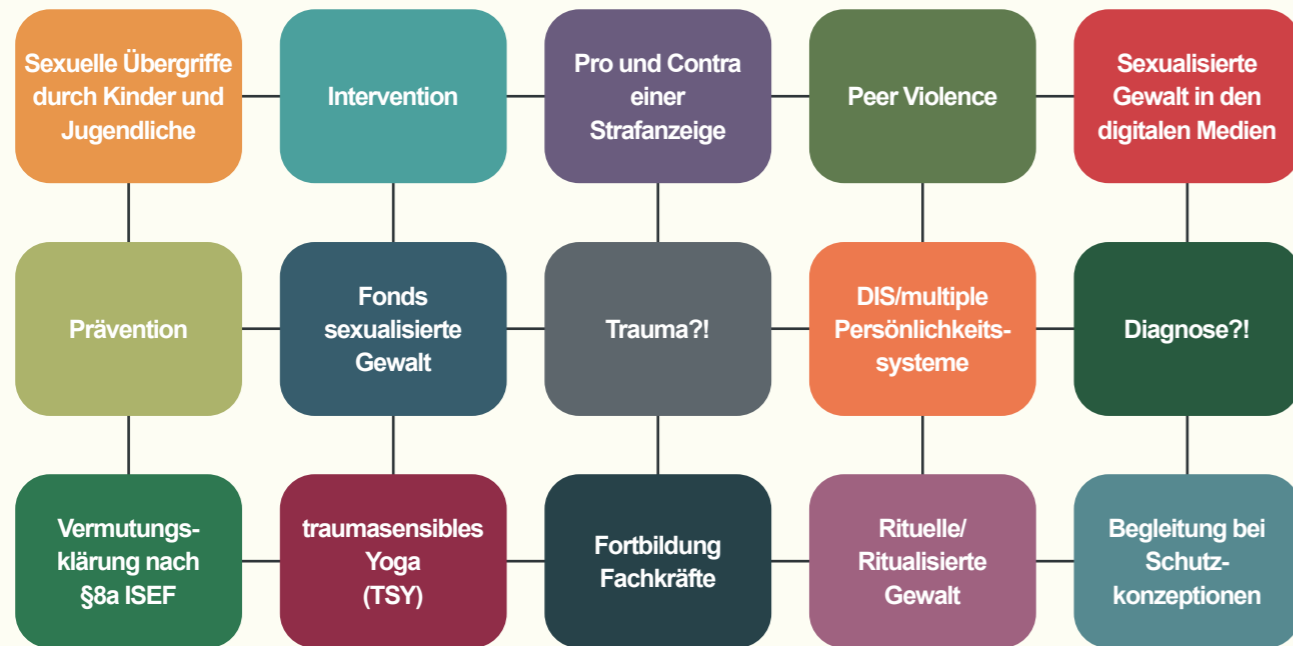 Sexuelle Übergriffe
durch Kinder und
Jugendliche
Intervention
Pro und Contra
einer
Strafanzeige
Peer Violence
Sexualisierte
Gewalt in den
digitalen Medien
Prävention
Fonds
sexualisierte
Gewalt
Trauma?!
DIS/multiple
Persönlichkeits-
systeme
Diagnose?!
Vermutungs-
klärung nach
§8a ISEF
traumasensibles
Yoga
(TSY)
Fortbildung
Fachkräfte
Rituelle/
Ritualisierte
Gewalt
Begleitung bei
Schutz-
konzeptionen